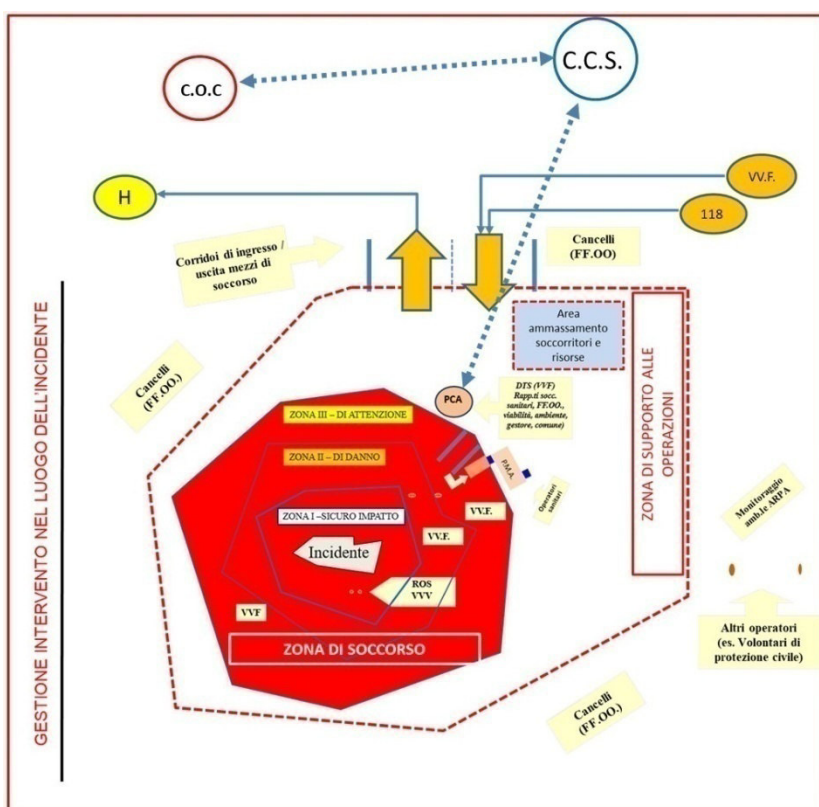 C.O.C
C.C.S.
H
VV.F.
118
Corridoi di ingresso /
uscita mezzi di
soccorso
Cancelli
(FF.OO)
GESTIONE INTERVENTO NEL LUOGO DELL'INCIDENTE
Area
ammassamento
soccorritori e
risorse
Cancelli
(FF.OO.)
PCA
DTS (VVF)
Rapp.ti socc.
sanitari, FF.OO.,
viabilità, ambiente,
gestore, comune)
ZONA DI SUPPORTO ALLE
OPERAZIONI
ZONA III – DI ATTENZIONE
ZONA II – DI DANNO
P.M.A.
Operatori
sanitari
Monitoraggio
amb.le ARPA
ZONA I –SICURO IMPATTO
VV.F.
VV.F.
Incidente
ROS
VVV
VVF
ZONA DI SOCCORSO
Altri operatori
(es. Volontari di
protezione civile)
Cancelli
(FF.OO.)